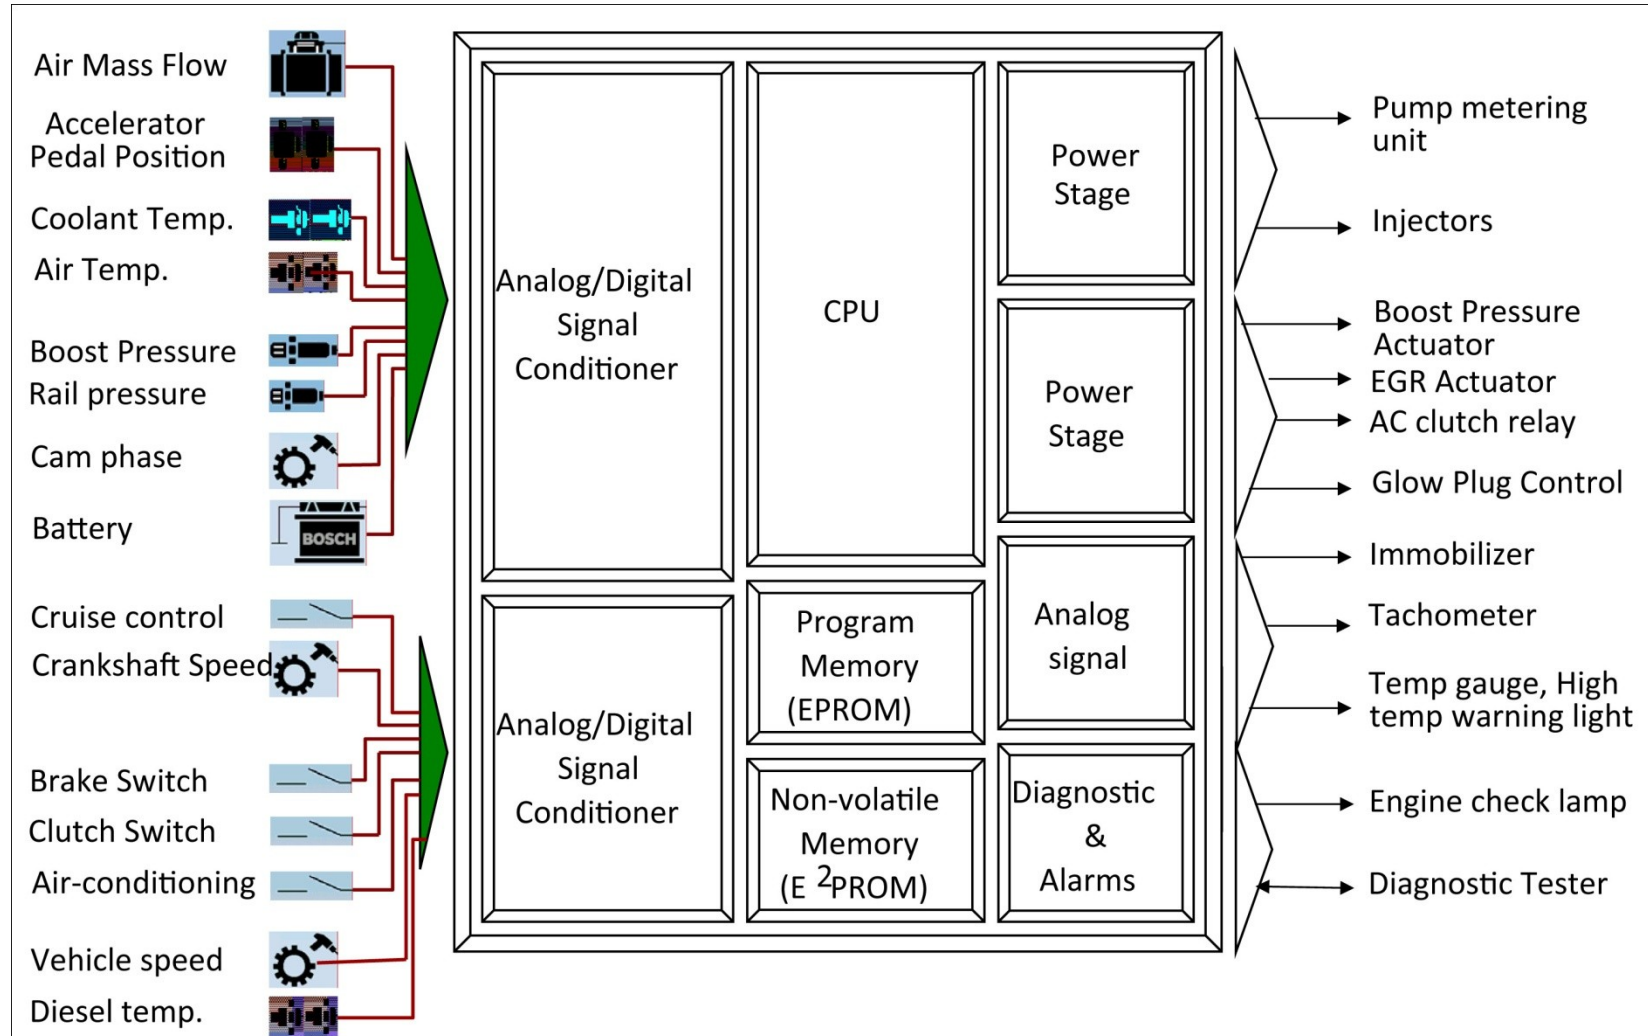 Air Mass Flow
Accelerator
Pedal Position
Coolant Temp.
Air Temp.
Boost Pressure
Rail pressure
Cam phase
Battery
BOSCH
Cruise control
Crankshaft Speed
Brake Switch
Clutch Switch
Air-conditioning
Vehicle speed
Diesel temp.
Analog/Digital
Signal
Conditioner
Analog/Digital
Signal
Conditioner
CPU
Program
Memory
(EPROM)
Non-volatile
Memory
(E 2PROM)
Power
Stage
Power
Stage
Analog
signal
Diagnostic
&
Alarms
Pump metering
unit
Injectors
Boost Pressure
Actuator
EGR Actuator
AC clutch relay
Glow Plug Control
Immobilizer
Tachometer
Temp gauge, High
temp warning light
Engine check lamp
Diagnostic Tester